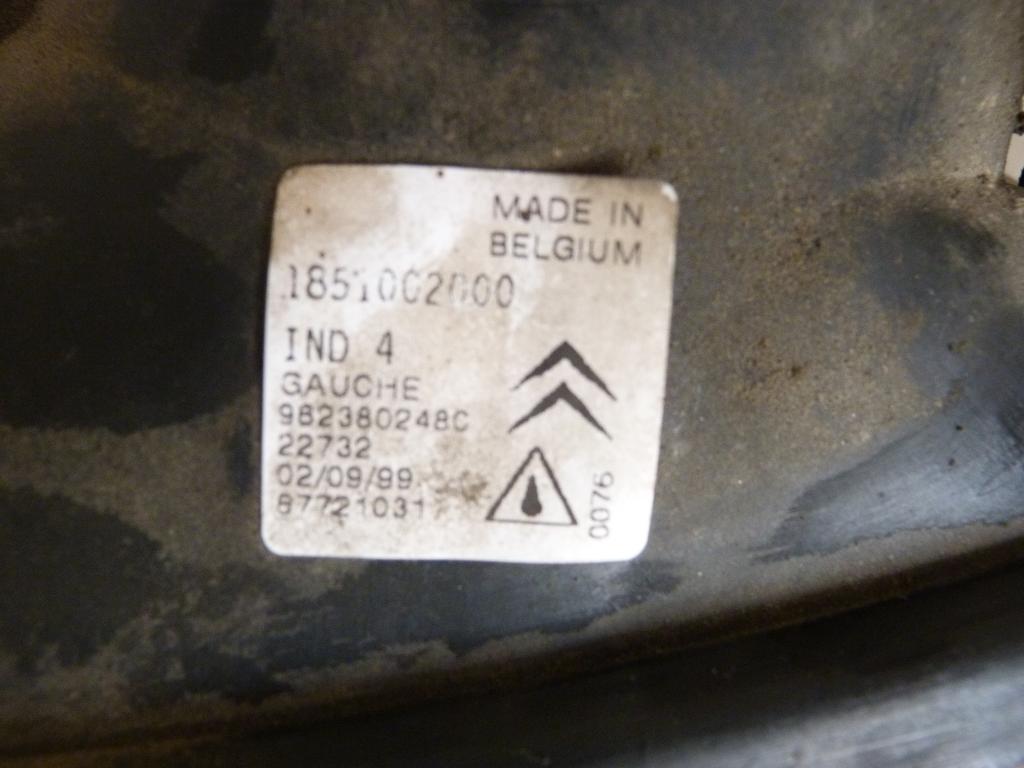 MADE IN
BELGIUM
1851002000
IND 4
GAUCHE
982380248C
22732
02/09/99
87721031
0076